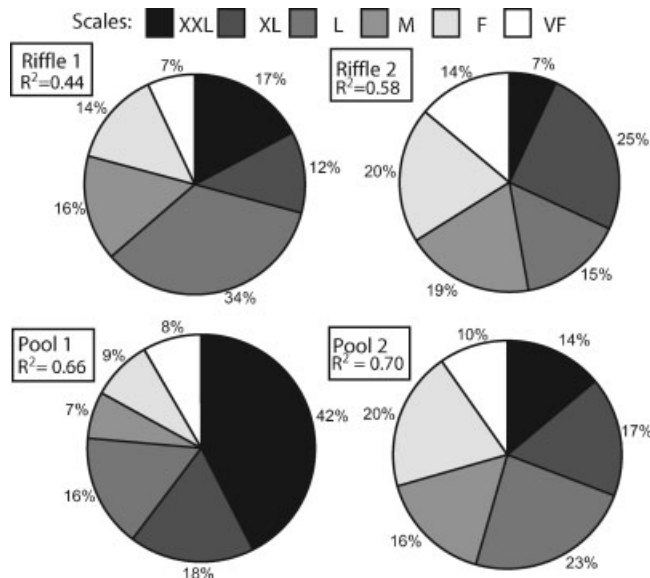 Scales: XXL XL L M F VF
Riffle 1
R²=0.44
7%
17%
14%
12%
16%
34%
Riffle 2
R²=0.58
14%
7%
25%
20%
19%
15%
Pool 1
R²= 0.66
8%
9%
42%
7%
16%
18%
Pool 2
R² = 0.70
10%
14%
20%
17%
16%
23%